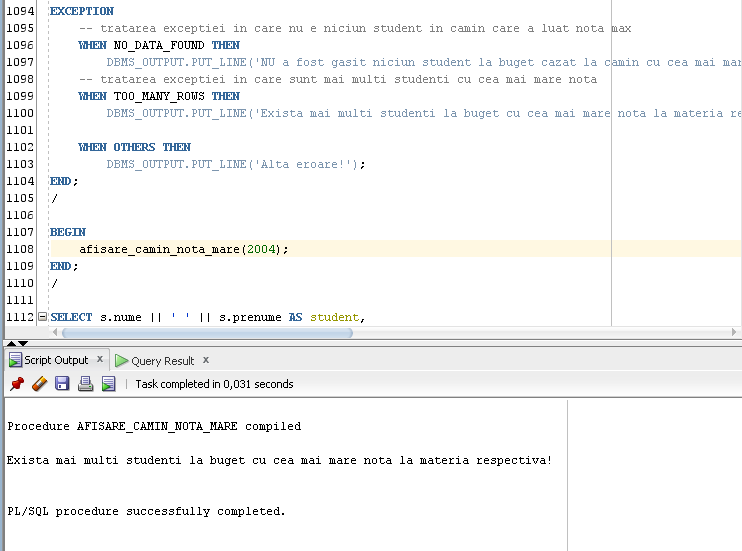 1094 EXCEPTION
1095 -- tratarea exceptiei in care nu e niciun student in camin care a luat nota max
1096 WHEN NO_DATA_FOUND THEN
1097 DBMS_OUTPUT.PUT_LINE('NU a fost gasit niciun student la buget cazat la camin cu cea mai mar
1098 -- tratarea exceptiei in care sunt mai multi studenti cu cea mai mare nota
1099 WHEN TOO_MANY_ROWS THEN
1100 DBMS_OUTPUT.PUT_LINE('Exista mai multi studenti la buget cu cea mai mare nota la materia re
1101
1102 WHEN OTHERS THEN
1103 DBMS_OUTPUT.PUT_LINE('Alta eroare!');
1104 END;
1105 /
1106
1107 BEGIN
1108 afisare_camin_nota_mare(2004);
1109 END;
1110 /
1111
1112 SELECT s.nume || ' ' || s.prenume AS student,
Script Output x Query Result x
Task completed in 0,031 seconds
Procedure AFISARE_CAMIN_NOTA_MARE compiled
Exista mai multi studenti la buget cu cea mai mare nota la materia respectiva!
PL/SQL procedure successfully completed.